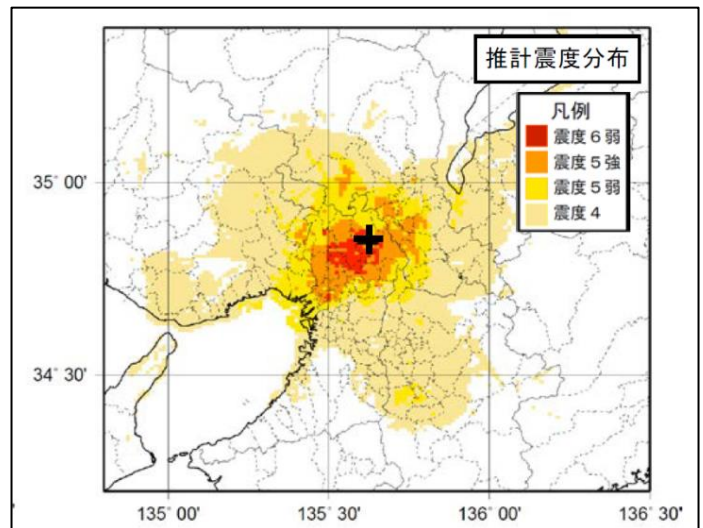 推計震度分布
凡例
震度６弱
震度５強
震度５弱
震度４
35° 00'
34° 30'
135° 00'
135° 30'
136° 00'
136° 30'